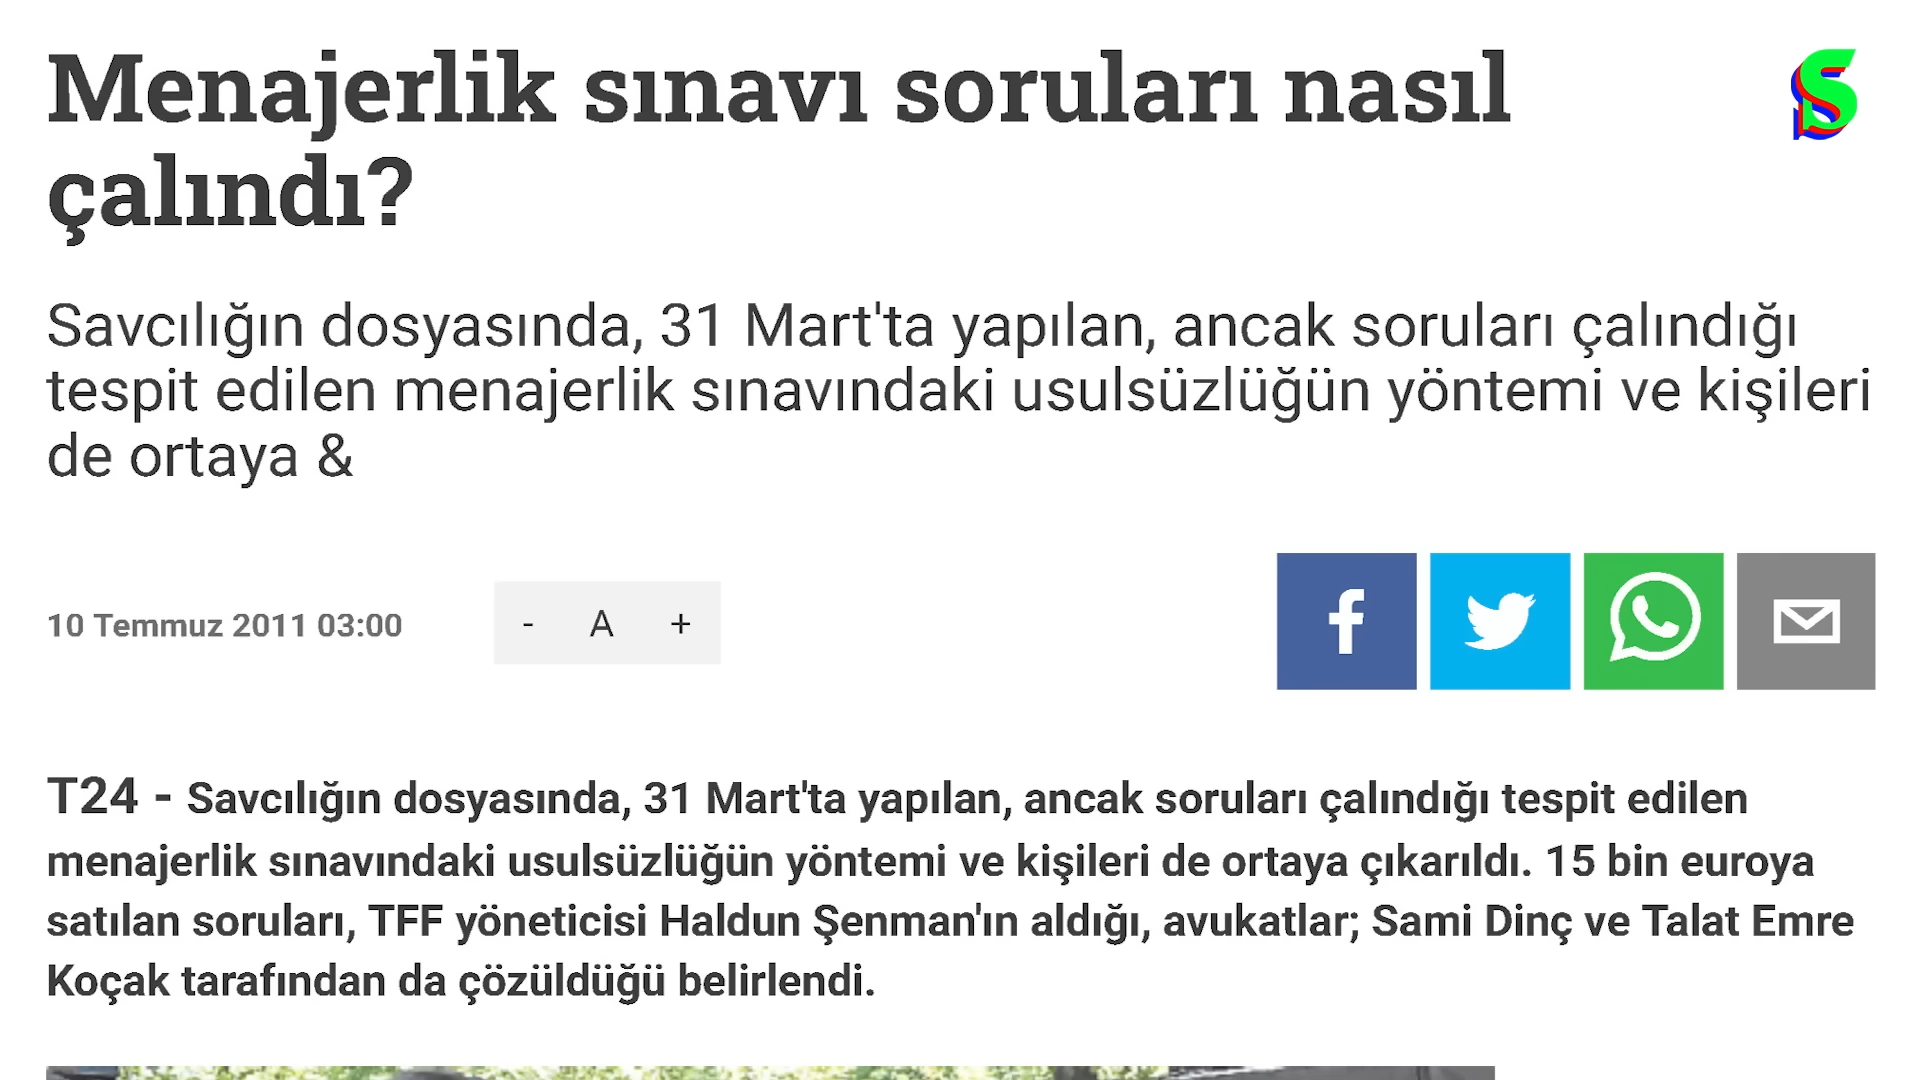 Menajerlik sınavı soruları nasıl
çalındı?
Savcılığın dosyasında, 31 Mart'ta yapılan, ancak soruları çalındığı
tespit edilen menajerlik sınavındaki usulsüzlüğün yöntemi ve kişileri
de ortaya &
10 Temmuz 2011 03:00
- A +
T24 - Savcılığın dosyasında, 31 Mart'ta yapılan, ancak soruları çalındığı tespit edilen
menajerlik sınavındaki usulsüzlüğün yöntemi ve kişileri de ortaya çıkarıldı. 15 bin euroya
satılan soruları, TFF yöneticisi Haldun Şenman'ın aldığı, avukatlar; Sami Dinç ve Talat Emre
Koçak tarafından da çözüldüğü belirlendi.